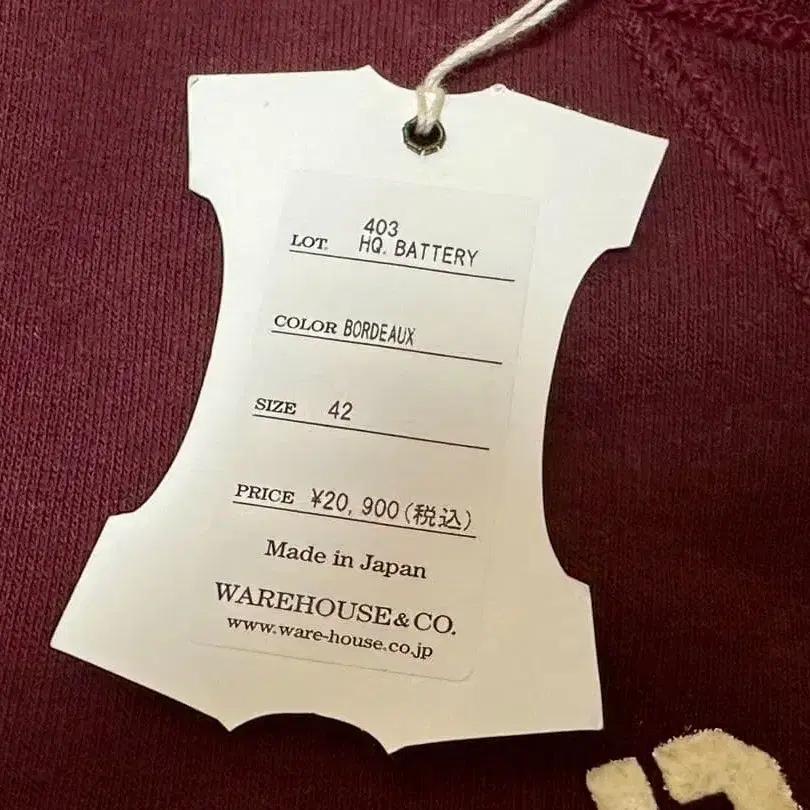 403
LOT. HQ. BATTERY
COLOR BORDEAUX
SIZE 42
PRICE ¥20,900(税込)
Made in Japan
WAREHOUSE&CO.
www.ware-house.co.jp